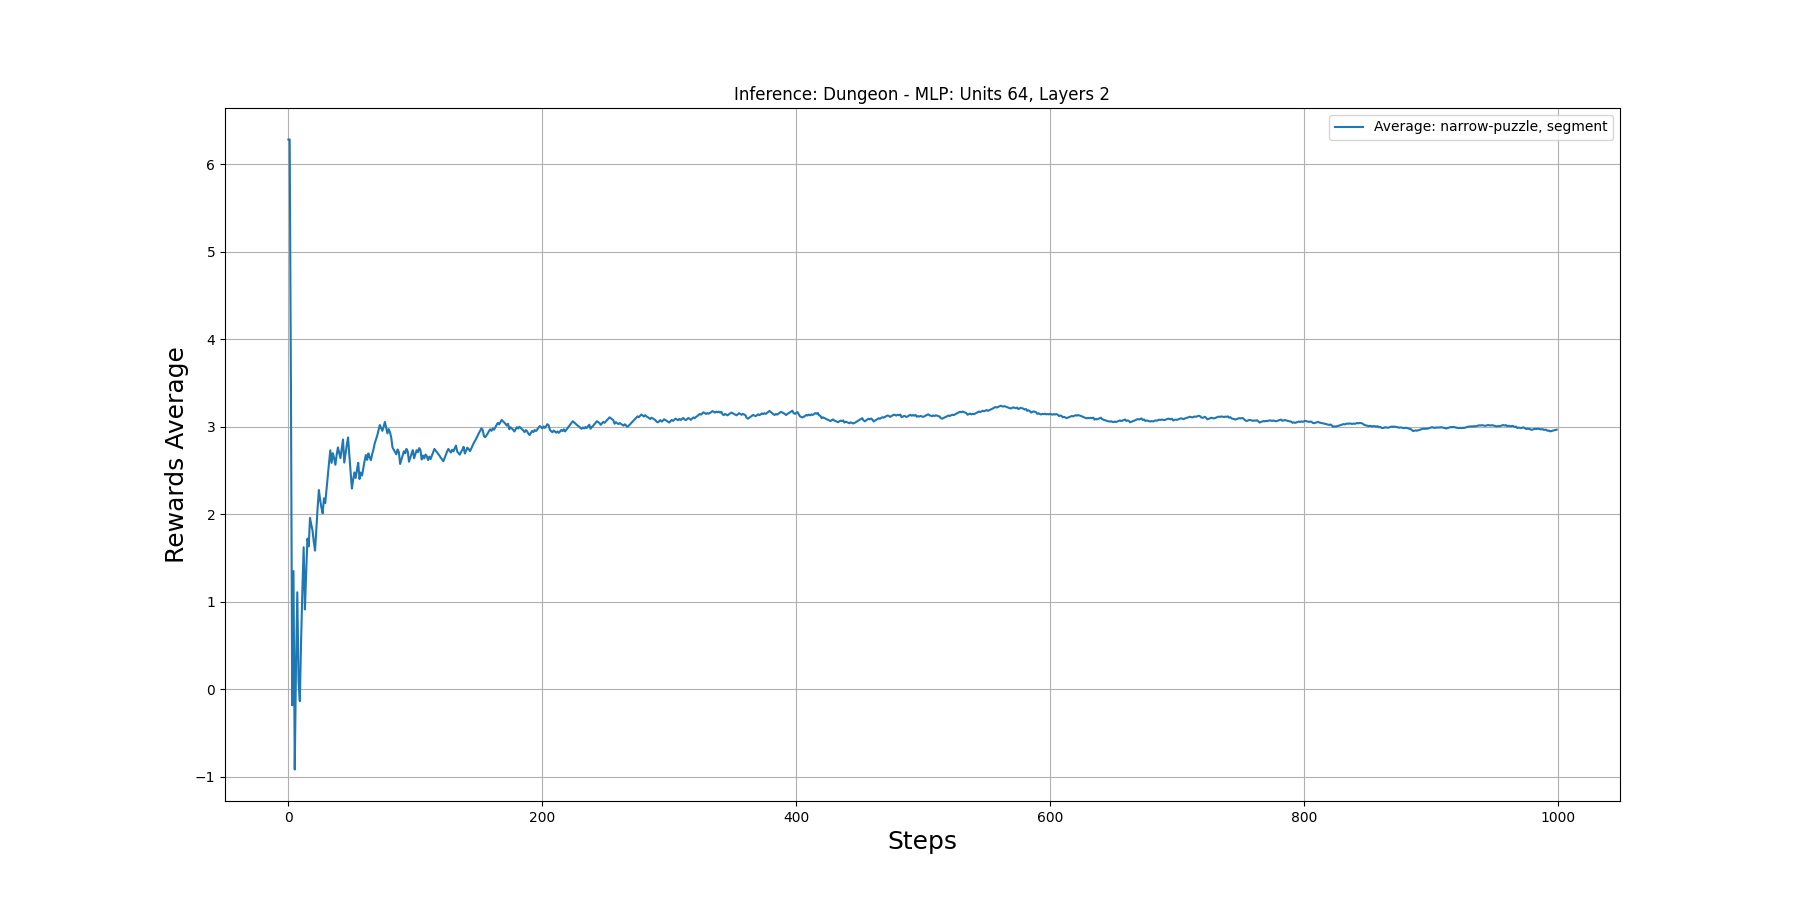 Inference: Dungeon - MLP: Units 64, Layers 2
Average: narrow-puzzle, segment
Rewards Average
6
5
4
3
2
1
0
−1
0 200 400 600 800 1000
Steps